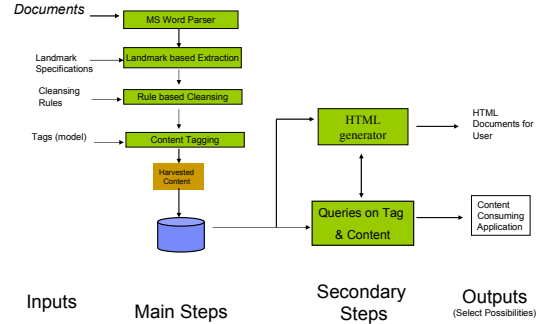 Documents
MS Word Parser
Landmark
Specifications
Landmark based Extraction
Cleansing
Rules
Rule based Cleansing
Tags (model)
Content Tagging
Harvested
Content
HTML
generator
HTML
Documents for
User
Queries on Tag
& Content
Content
Consuming
Application
Inputs
Main Steps
Secondary
Steps
Outputs
(Select Possibilities)